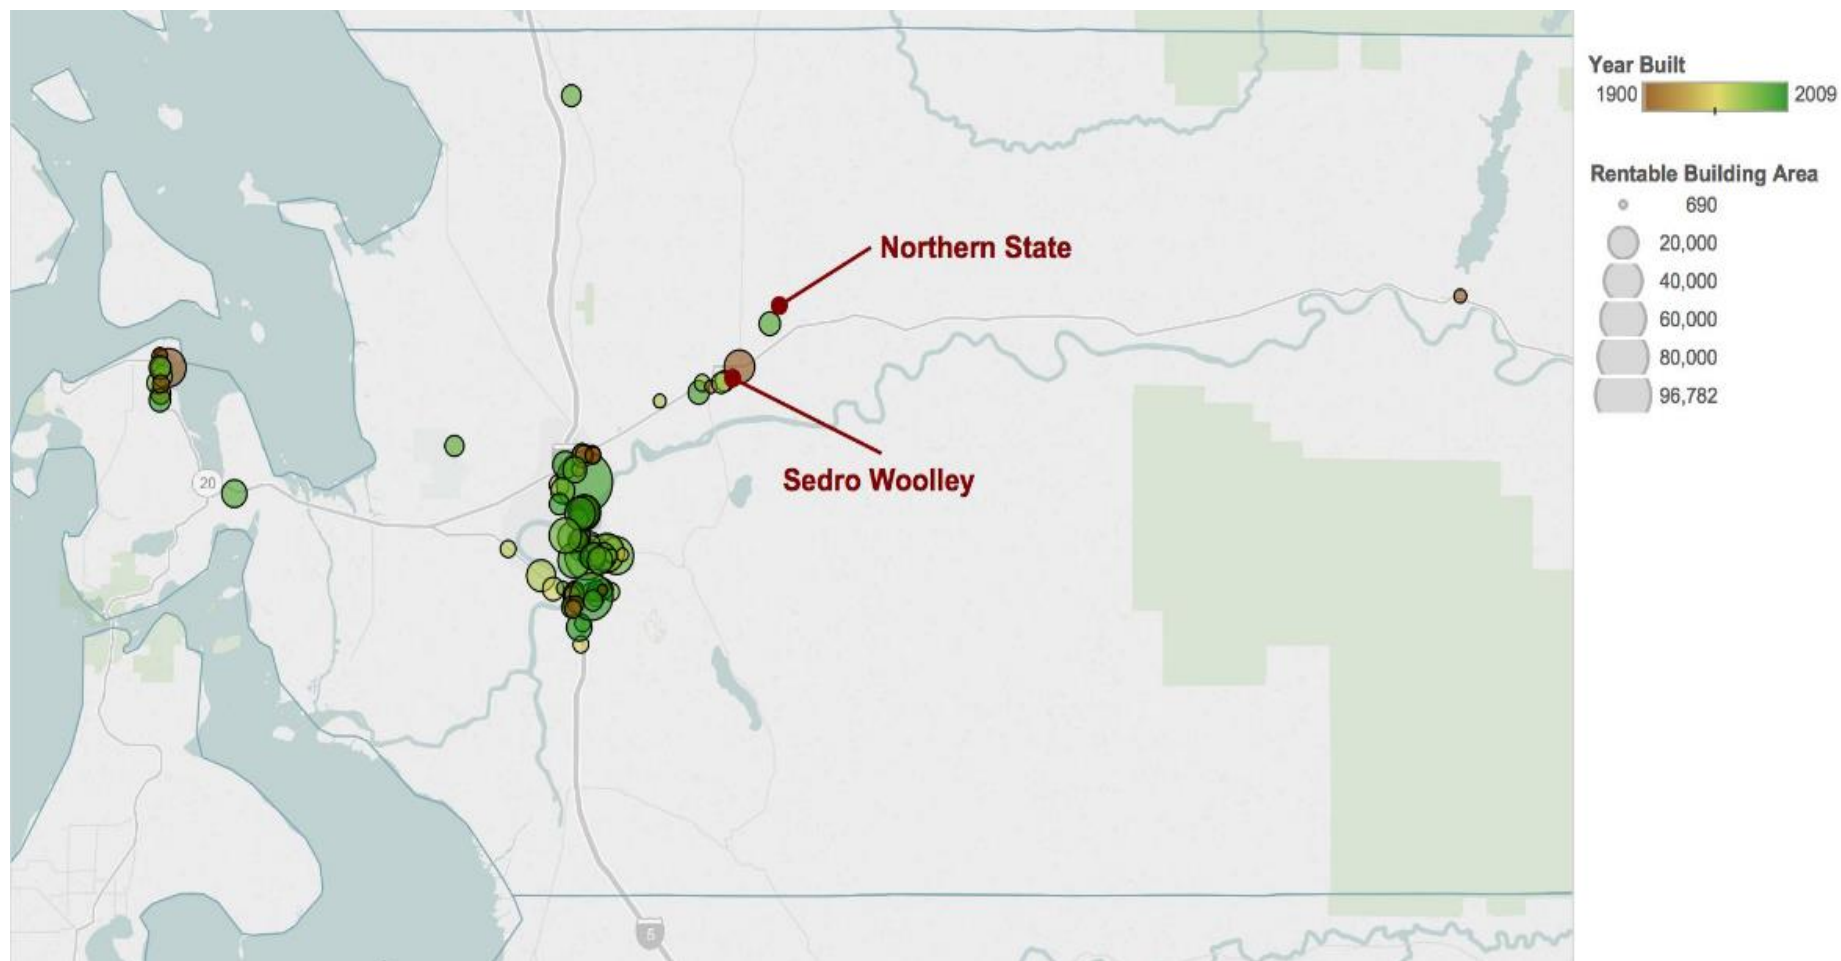 Year Built
1900 2009
Rentable Building Area
690
20,000
40,000
60,000
80,000
96,782
Northern State
Sedro Woolley
20
5